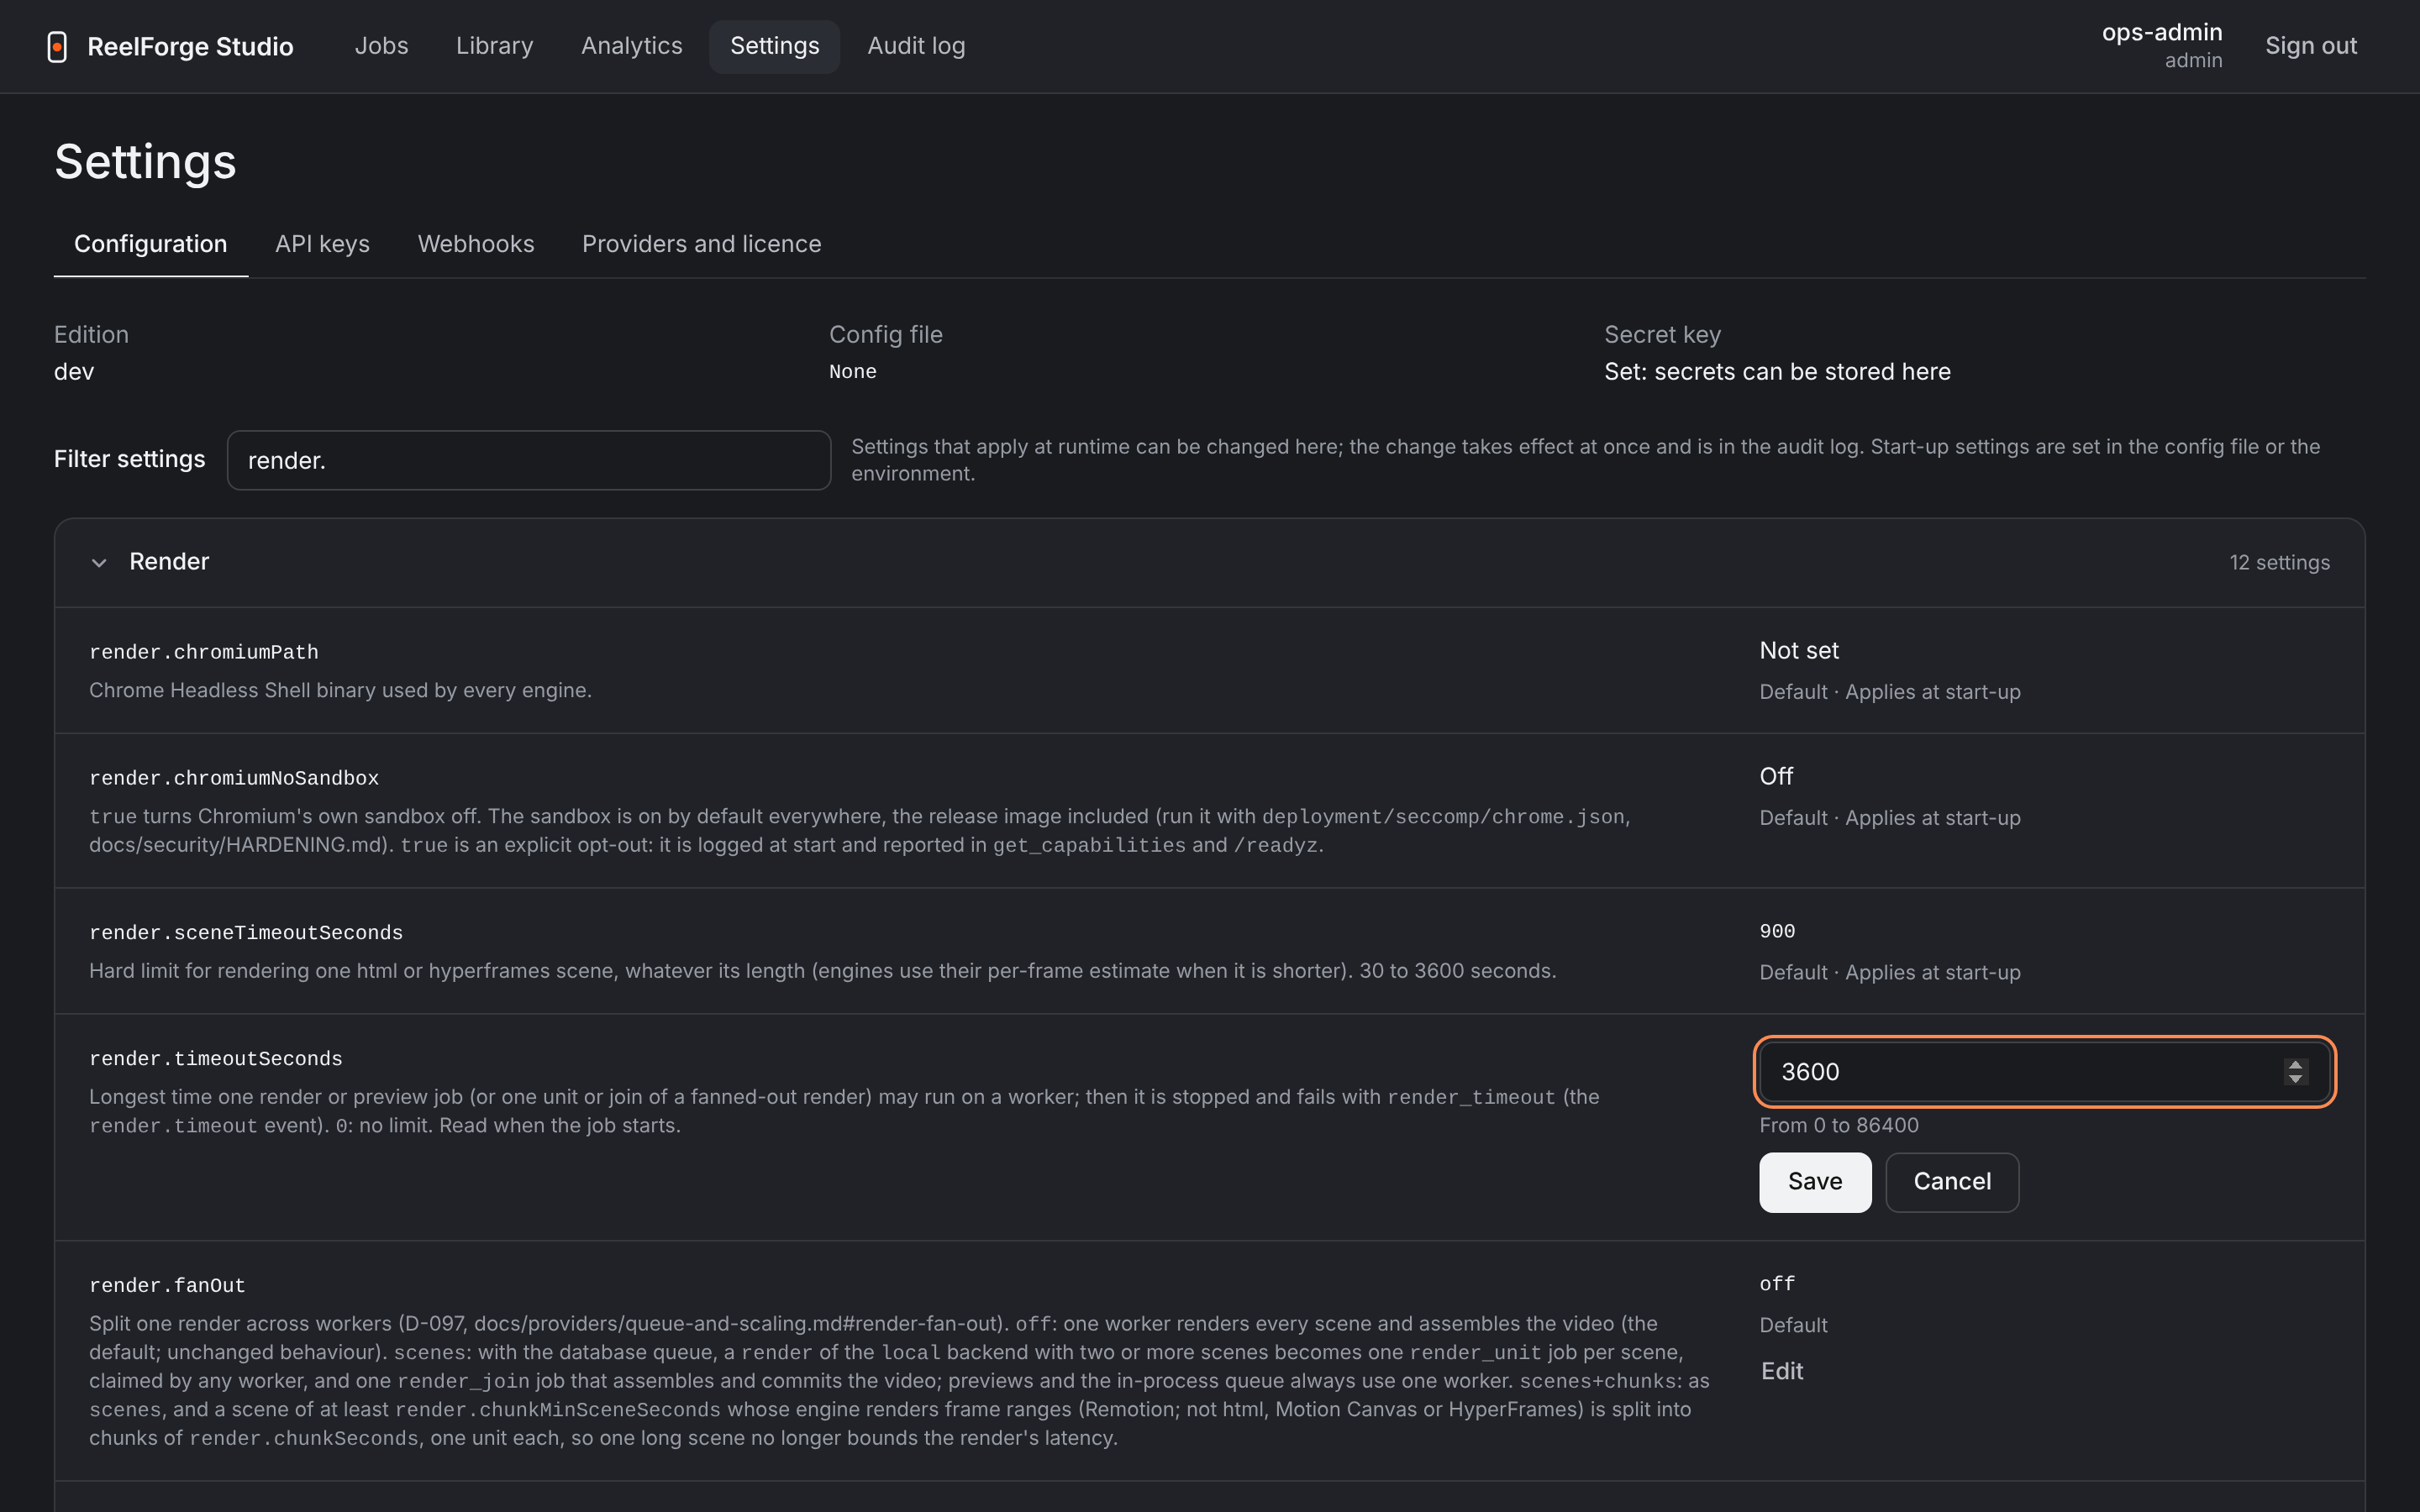 ReelForge Studio
Jobs
Library
Analytics
Settings
Audit log
ops-admin
admin
Sign out
Settings
Configuration
API keys
Webhooks
Providers and licence
Edition
dev
Config file
None
Secret key
Set: secrets can be stored here
Filter settings
render.
Settings that apply at runtime can be changed here; the change takes effect at once and is in the audit log. Start-up settings are set in the config file or the
environment.
Render
12 settings
render.chromiumPath
Chrome Headless Shell binary used by every engine.
Not set
Default · Applies at start-up
render.chromiumNoSandbox
true turns Chromium's own sandbox off. The sandbox is on by default everywhere, the release image included (run it with deployment/seccomp/chrome.json,
docs/security/HARDENING.md). true is an explicit opt-out: it is logged at start and reported in get_capabilities and /readyz.
Off
Default · Applies at start-up
render.sceneTimeoutSeconds
Hard limit for rendering one html or hyperframes scene, whatever its length (engines use their per-frame estimate when it is shorter). 30 to 3600 seconds.
900
Default · Applies at start-up
render.timeoutSeconds
Longest time one render or preview job (or one unit or join of a fanned-out render) may run on a worker; then it is stopped and fails with render_timeout (the
render.timeout event). 0: no limit. Read when the job starts.
3600
From 0 to 86400
Save
Cancel
render.fanOut
Split one render across workers (D-097, docs/providers/queue-and-scaling.md#render-fan-out). off: one worker renders every scene and assembles the video (the
default; unchanged behaviour). scenes: with the database queue, a render of the local backend with two or more scenes becomes one render_unit job per scene,
claimed by any worker, and one render_join job that assembles and commits the video; previews and the in-process queue always use one worker. scenes+chunks: as
scenes, and a scene of at least render.chunkMinSceneSeconds whose engine renders frame ranges (Remotion; not html, Motion Canvas or HyperFrames) is split into
chunks of render.chunkSeconds, one unit each, so one long scene no longer bounds the render's latency.
off
Default
Edit